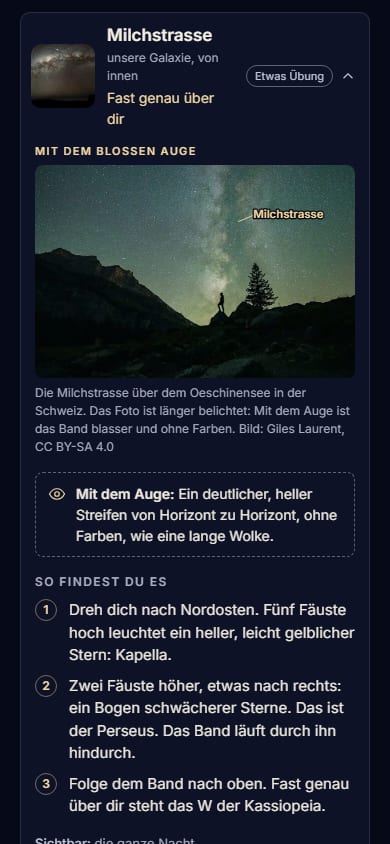 Milchstrasse
unsere Galaxie, von
innen
Etwas Übung
Fast genau über
dir
MIT DEM BLOSSEN AUGE
Milchstrasse
Die Milchstrasse über dem Oeschinensee in der
Schweiz. Das Foto ist länger belichtet: Mit dem Auge ist
das Band blasser und ohne Farben. Bild: Giles Laurent,
CC BY-SA 4.0
Mit dem Auge: Ein deutlicher, heller
Streifen von Horizont zu Horizont, ohne
Farben, wie eine lange Wolke.
SO FINDEST DU ES
1 Dreh dich nach Nordosten. Fünf Fäuste
hoch leuchtet ein heller, leicht gelblicher
Stern: Kapella.
2 Zwei Fäuste höher, etwas nach rechts:
ein Bogen schwächerer Sterne. Das ist
der Perseus. Das Band läuft durch ihn
hindurch.
3 Folge dem Band nach oben. Fast genau
über dir steht das W der Kassiopeia.
Sichtbar: die ganze Nacht